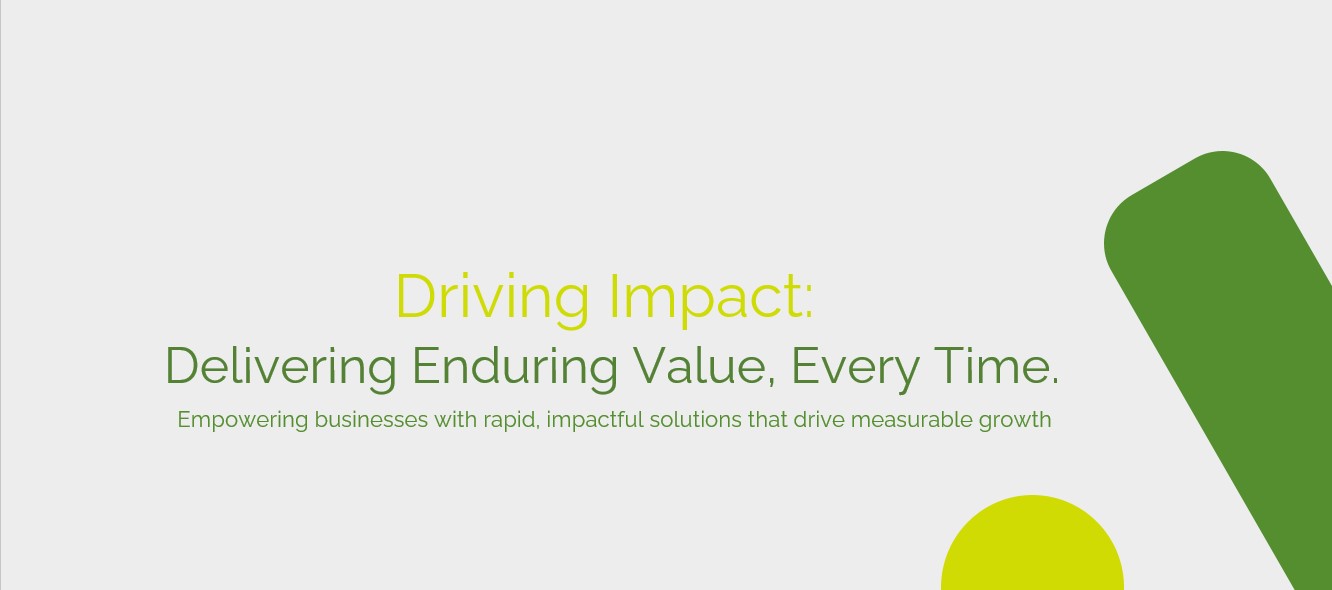 Driving Impact:
Delivering Enduring Value, Every Time.
Empowering businesses with rapid, impactful solutions that drive measurable growth